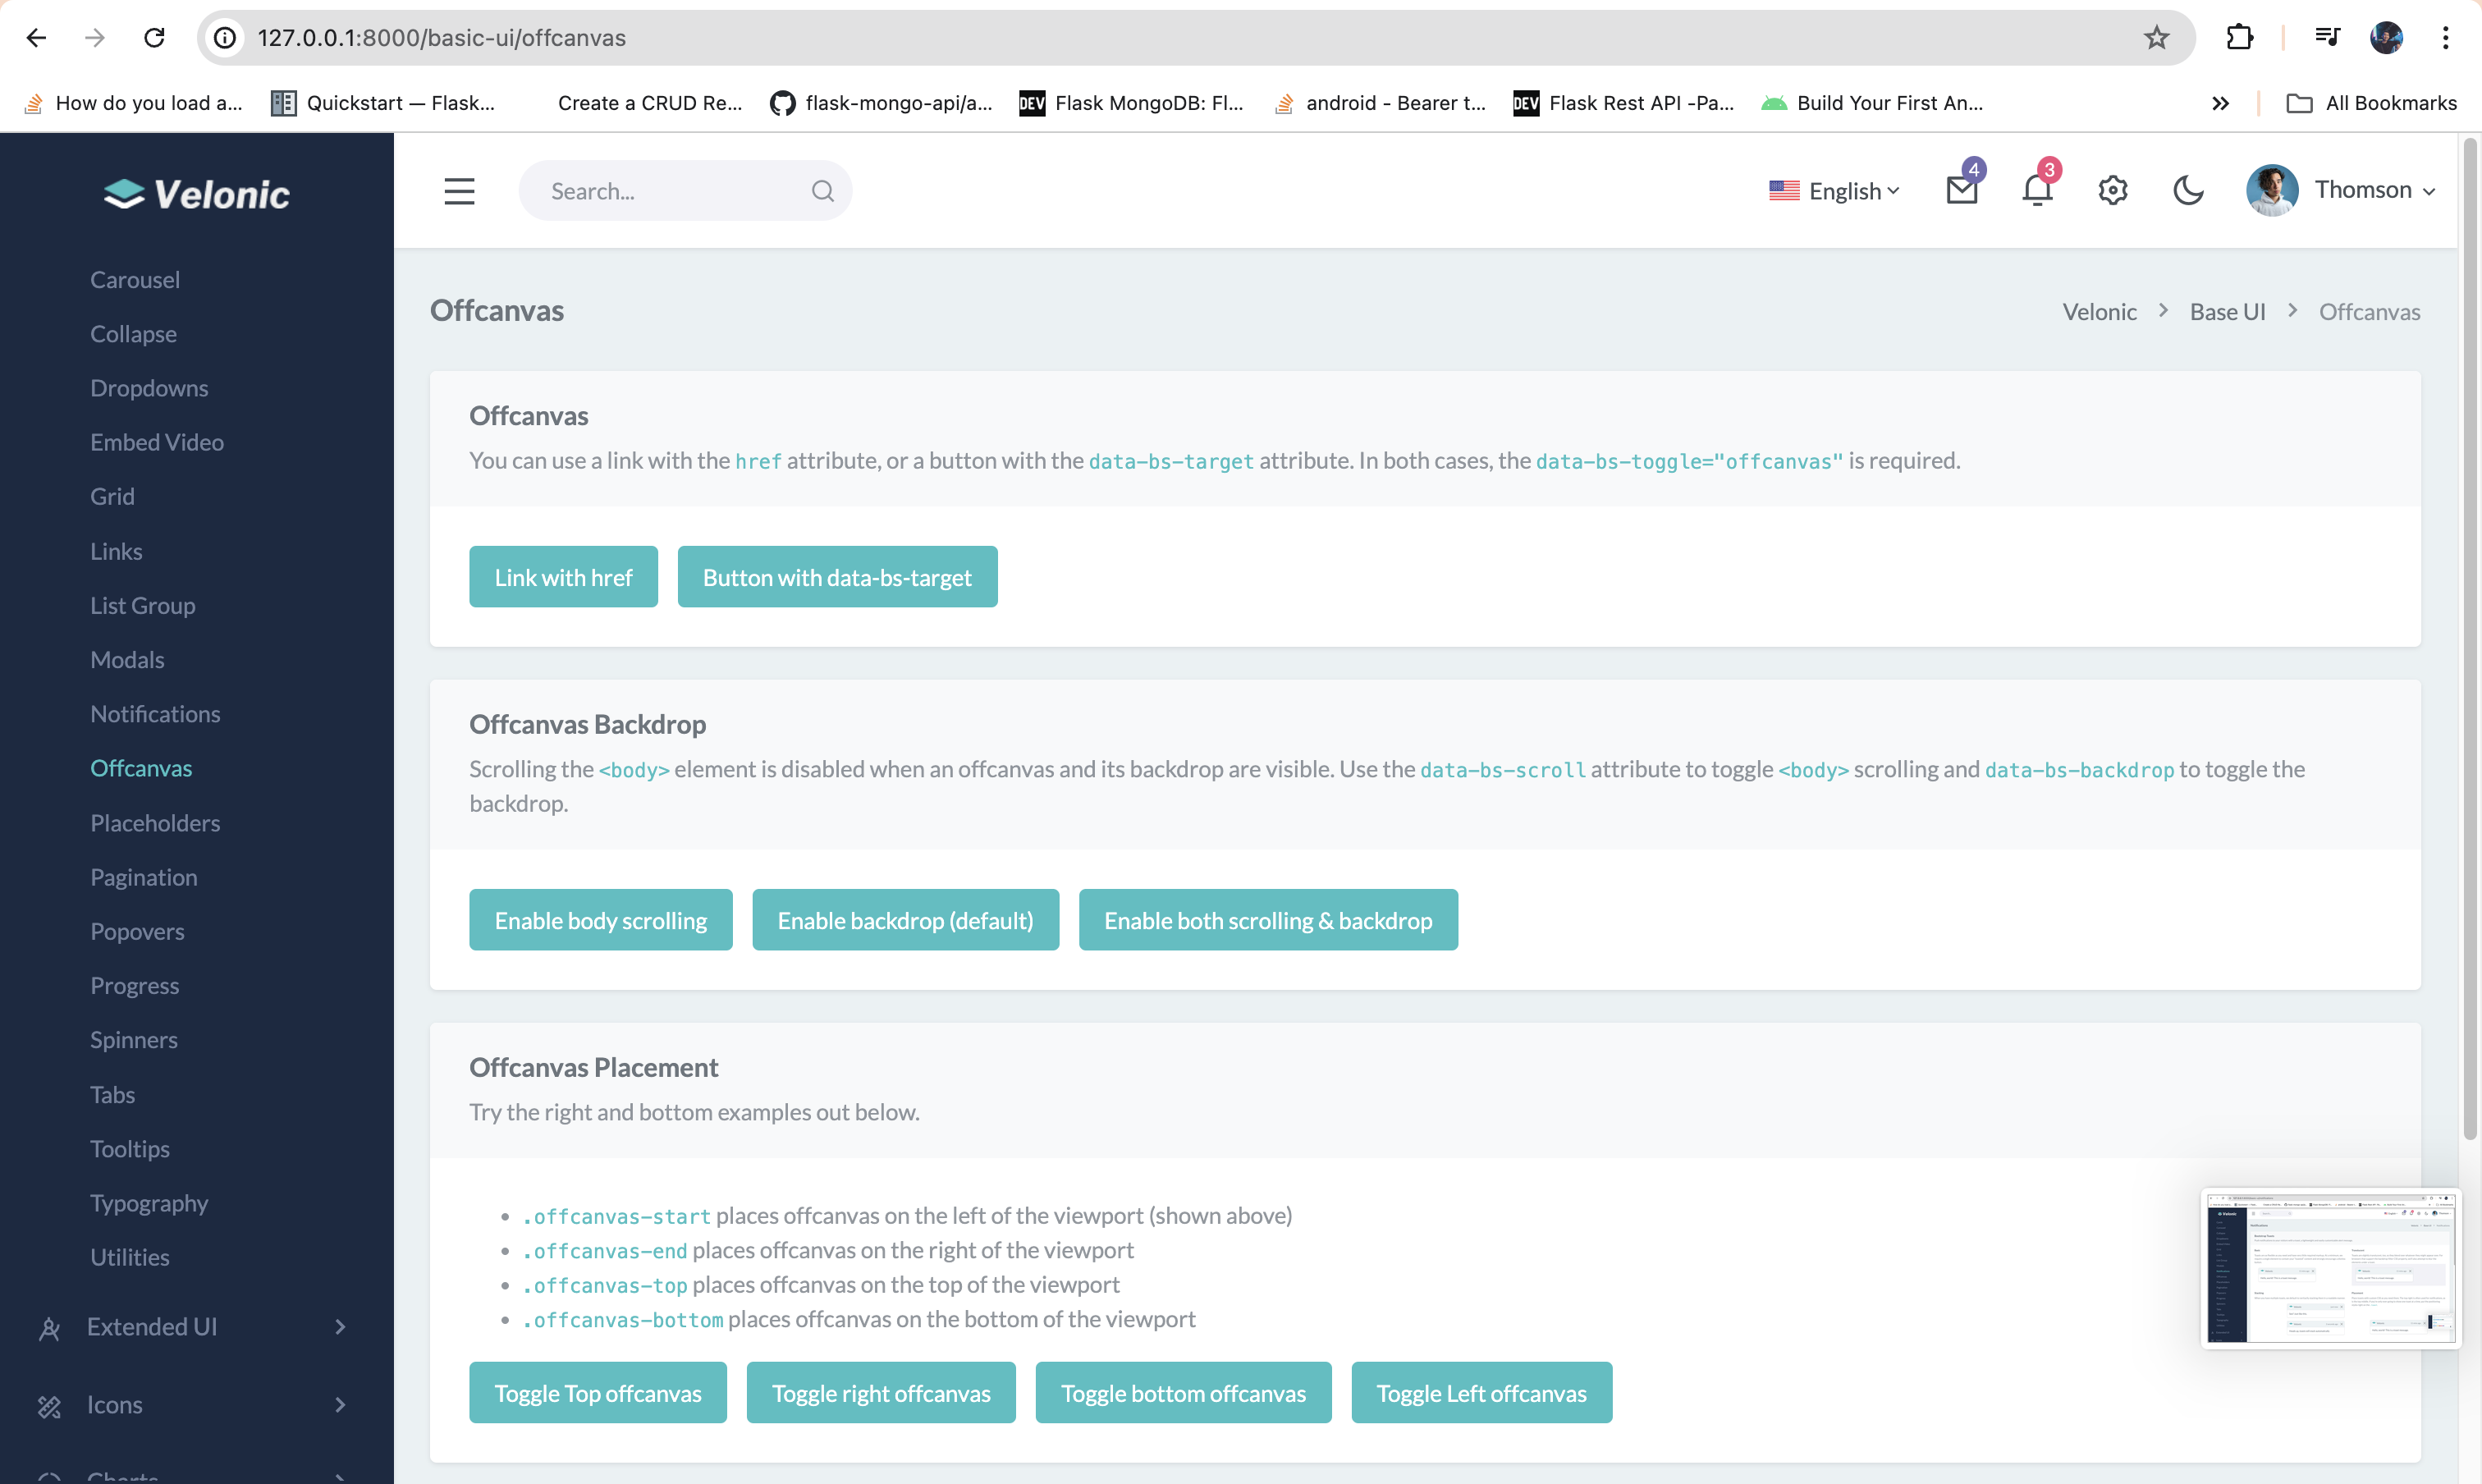 127.0.0.1:8000/basic-ui/offcanvas
How do you load a...
Quickstart — Flask...
Create a CRUD Re...
flask-mongo-api/a...
DEV Flask MongoDB: Fl...
android - Bearer t...
DEV Flask Rest API -Pa...
Build Your First An...
All Bookmarks
Velonic
Search...
English
4
3
Thomson
Carousel
Collapse
Dropdowns
Embed Video
Grid
Links
List Group
Modals
Notifications
Offcanvas
Placeholders
Pagination
Popovers
Progress
Spinners
Tabs
Tooltips
Typography
Utilities
Extended UI
Icons
Charts
Offcanvas
Velonic > Base UI > Offcanvas
Offcanvas
You can use a link with the href attribute, or a button with the data-bs-target attribute. In both cases, the data-bs-toggle="offcanvas" is required.
Link with href
Button with data-bs-target
Offcanvas Backdrop
Scrolling the <body> element is disabled when an offcanvas and its backdrop are visible. Use the data-bs-scroll attribute to toggle <body> scrolling and data-bs-backdrop to toggle the
backdrop.
Enable body scrolling
Enable backdrop (default)
Enable both scrolling & backdrop
Offcanvas Placement
Try the right and bottom examples out below.
• .offcanvas-start places offcanvas on the left of the viewport (shown above)
• .offcanvas-end places offcanvas on the right of the viewport
• .offcanvas-top places offcanvas on the top of the viewport
• .offcanvas-bottom places offcanvas on the bottom of the viewport
Toggle Top offcanvas
Toggle right offcanvas
Toggle bottom offcanvas
Toggle Left offcanvas